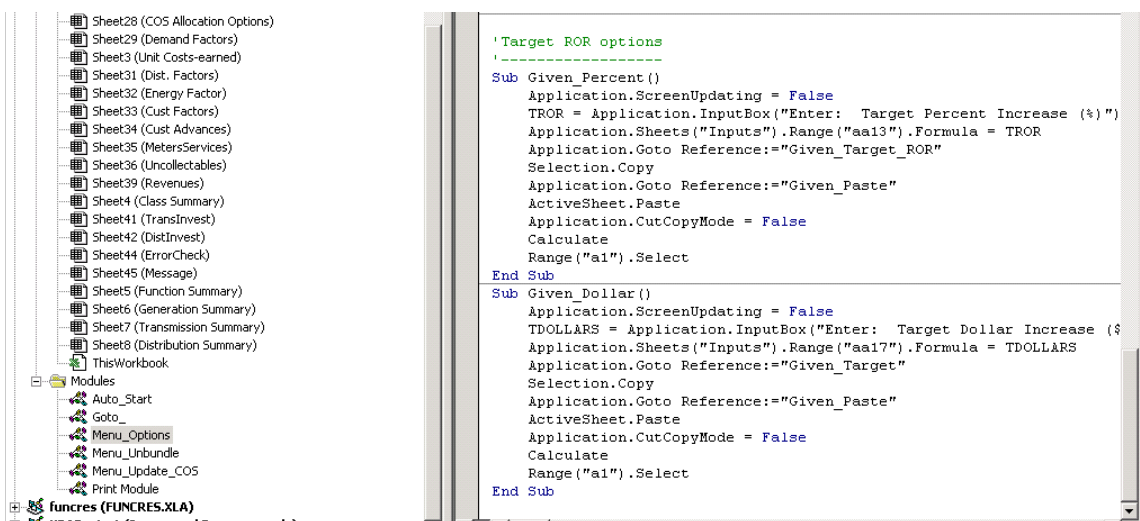 Sheet28 (COS Allocation Options)
Sheet29 (Demand Factors)
Sheet3 (Unit Costs-earned)
Sheet31 (Dist. Factors)
Sheet32 (Energy Factor)
Sheet33 (Cust Factors)
Sheet34 (Cust Advances)
Sheet35 (MetersServices)
Sheet36 (Uncollectables)
Sheet39 (Revenues)
Sheet4 (Class Summary)
Sheet41 (TransInvest)
Sheet42 (DistInvest)
Sheet44 (ErrorCheck)
Sheet45 (Message)
Sheet5 (Function Summary)
Sheet6 (Generation Summary)
Sheet7 (Transmission Summary)
Sheet8 (Distribution Summary)
ThisWorkbook
Modules
Auto_Start
Goto_
Menu_Options
Menu_Unbundle
Menu_Update_COS
Print Module
funcres (FUNCRES.XLA)
'Target ROR options
'------------------
Sub Given_Percent()
Application.ScreenUpdating = False
TROR = Application.InputBox("Enter:  Target Percent Increase (%)")
Application.Sheets("Inputs").Range("aa13").Formula = TROR
Application.Goto Reference:="Given_Target_ROR"
Selection.Copy
Application.Goto Reference:="Given_Paste"
ActiveSheet.Paste
Application.CutCopyMode = False
Calculate
Range("a1").Select
End Sub
Sub Given_Dollar()
Application.ScreenUpdating = False
TDOLLARS = Application.InputBox("Enter:  Target Dollar Increase ($
Application.Sheets("Inputs").Range("aa17").Formula = TDOLLARS
Application.Goto Reference:="Given_Target"
Selection.Copy
Application.Goto Reference:="Given_Paste"
ActiveSheet.Paste
Application.CutCopyMode = False
Calculate
Range("a1").Select
End Sub